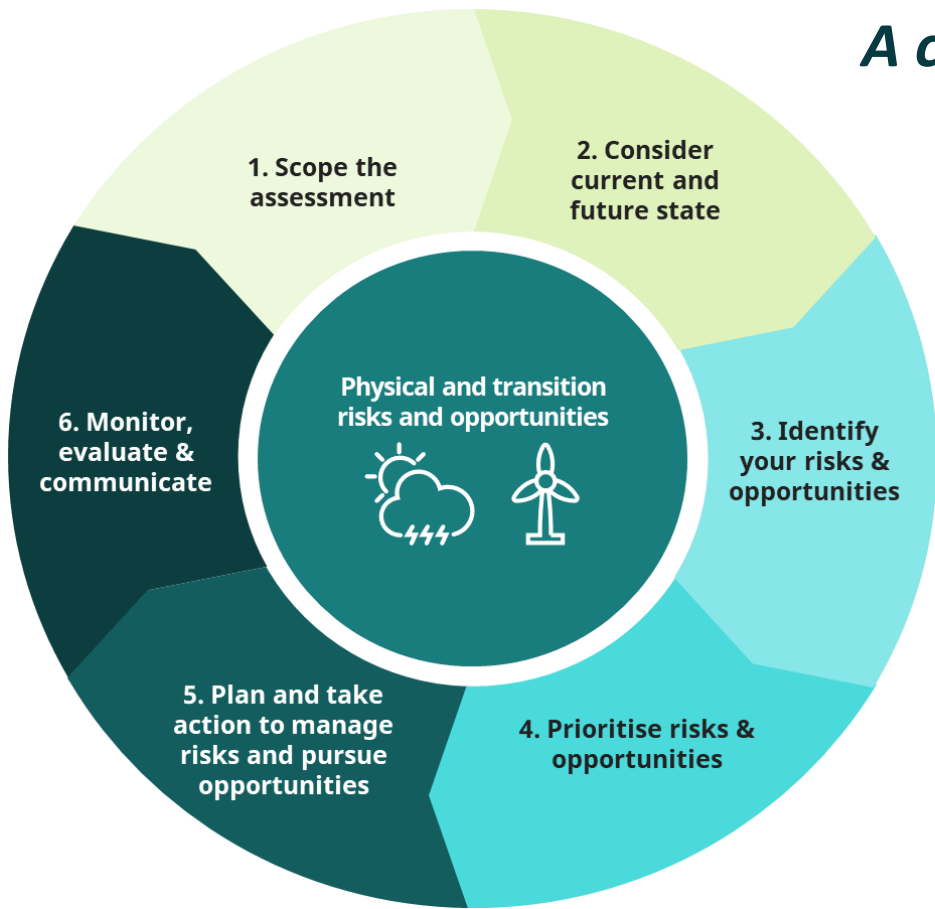 A
1. Scope the
assessment
2. Consider
current and
future state
3. Identify
your risks &
opportunities
4. Prioritise risks &
opportunities
5. Plan and take
action to manage
risks and pursue
opportunities
6. Monitor,
evaluate &
communicate
Physical and transition
risks and opportunities